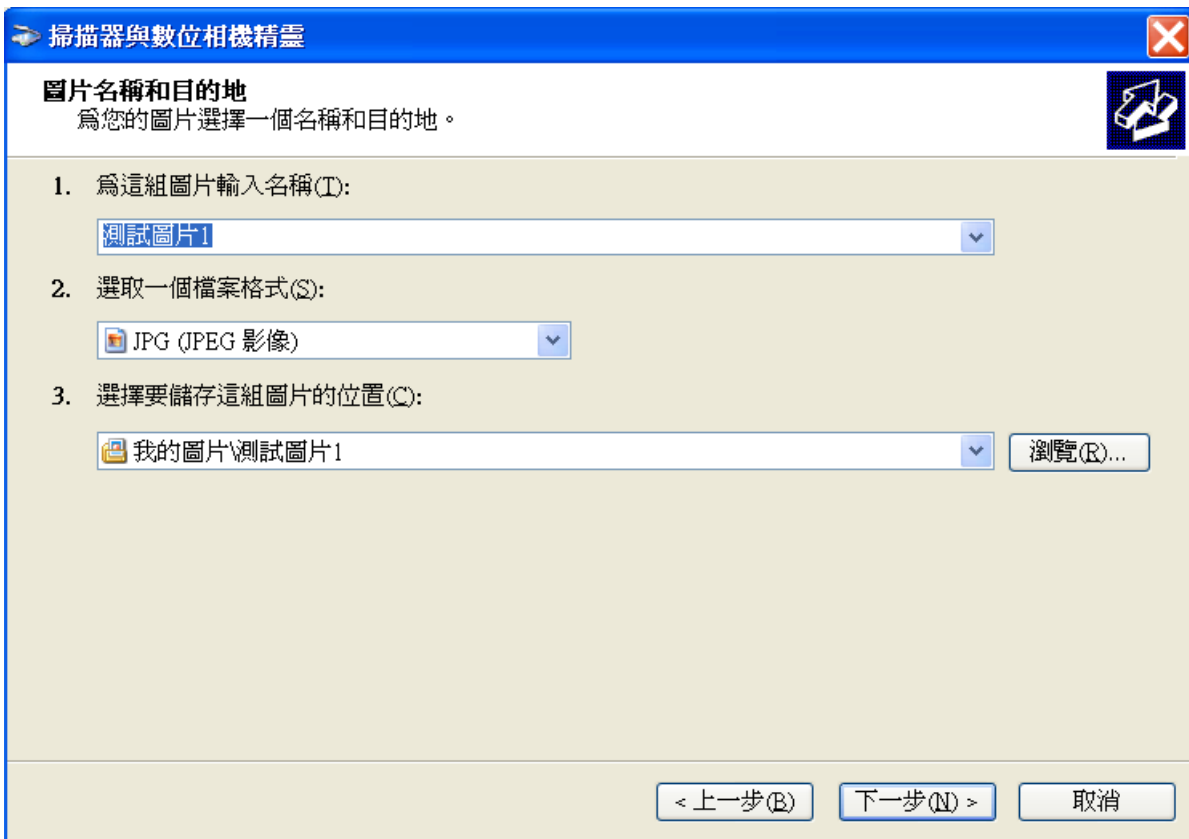 掃描器與數位相機精靈
圖片名稱和目的地
為您的圖片選擇一個名稱和目的地。
1. 為這組圖片輸入名稱(T):
測試圖片1
2. 選取一個檔案格式(S):
JPG (JPEG 影像)
3. 選擇要儲存這組圖片的位置(C):
我的圖片\測試圖片1
瀏覽(R)...
< 上一步(B) 下一步(N) > 取消